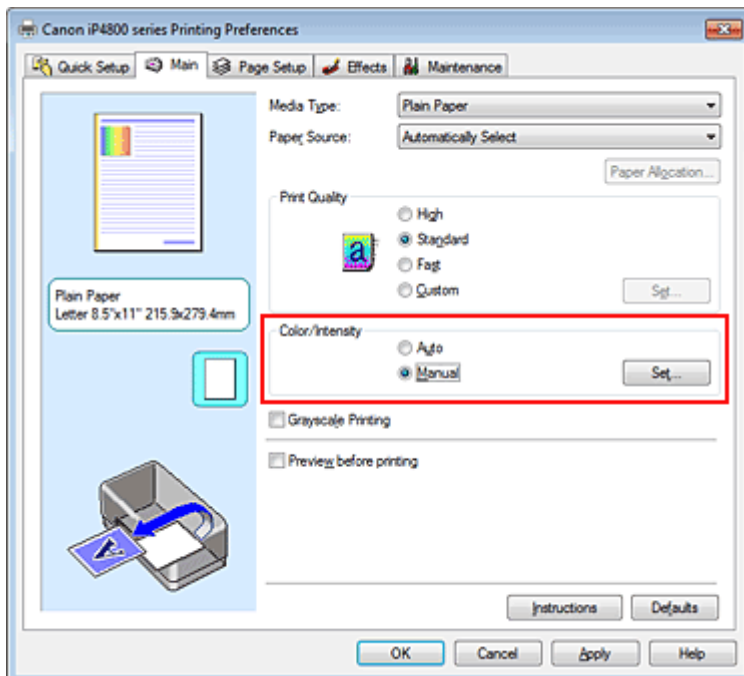 Canon iP4800 series Printing Preferences
Quick Setup Main Page Setup Effects Maintenance
Media Type: Plain Paper
Paper Source: Automatically Select
Paper Allocation...
Print Quality
High
a Standard
Fast
Custom Set...
Plain Paper
Letter 8.5"x11" 215.9x279.4mm
Color/Intensity
Auto
Manual Set...
Grayscale Printing
Preview before printing
A
Instructions Defaults
OK Cancel Apply Help